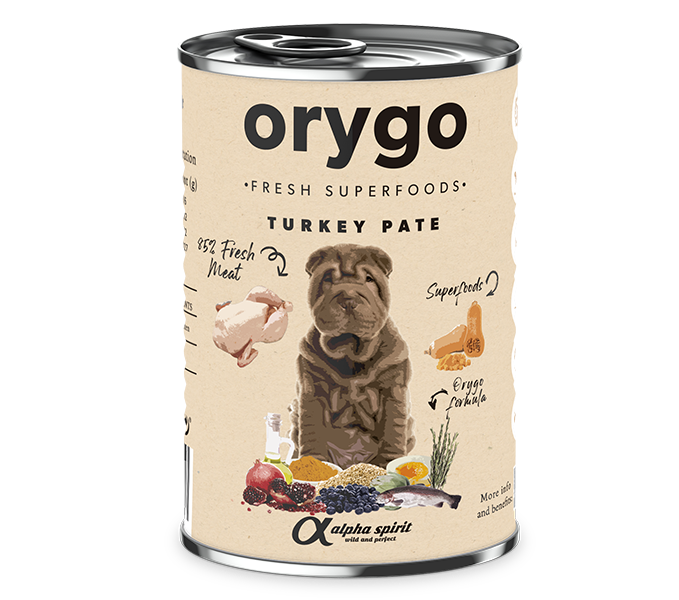 orygo
•FRESH SUPERFOODS•
TURKEY PATE
85% Fresh
Meat
Superfoods
Orygo
formula
α alpha spirit
wild and perfect
More info
and benefits:
(g)